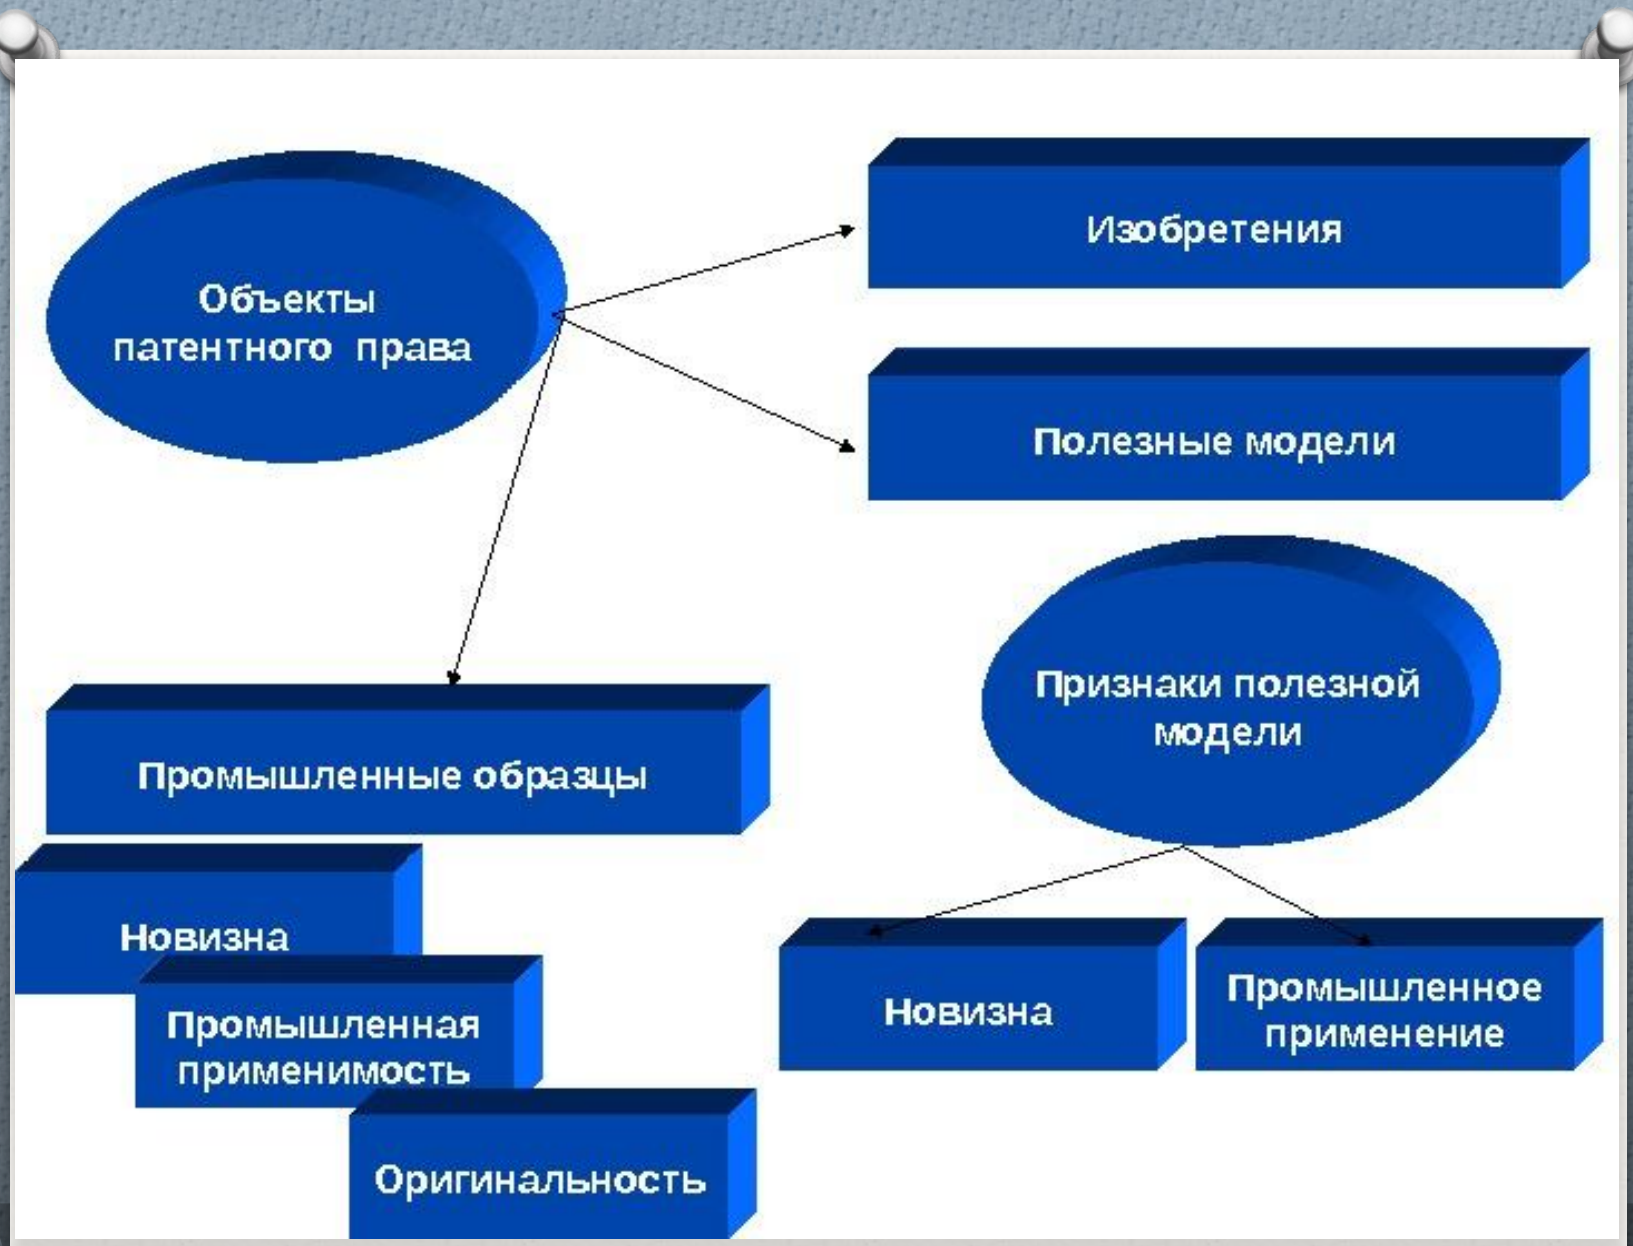 Объекты
патентного права
Изобретения
Полезные модели
Признаки полезной
модели
Промышленные образцы
Новизна
Промышленная
применимость
Оригинальность
Новизна
Промышленное
применение